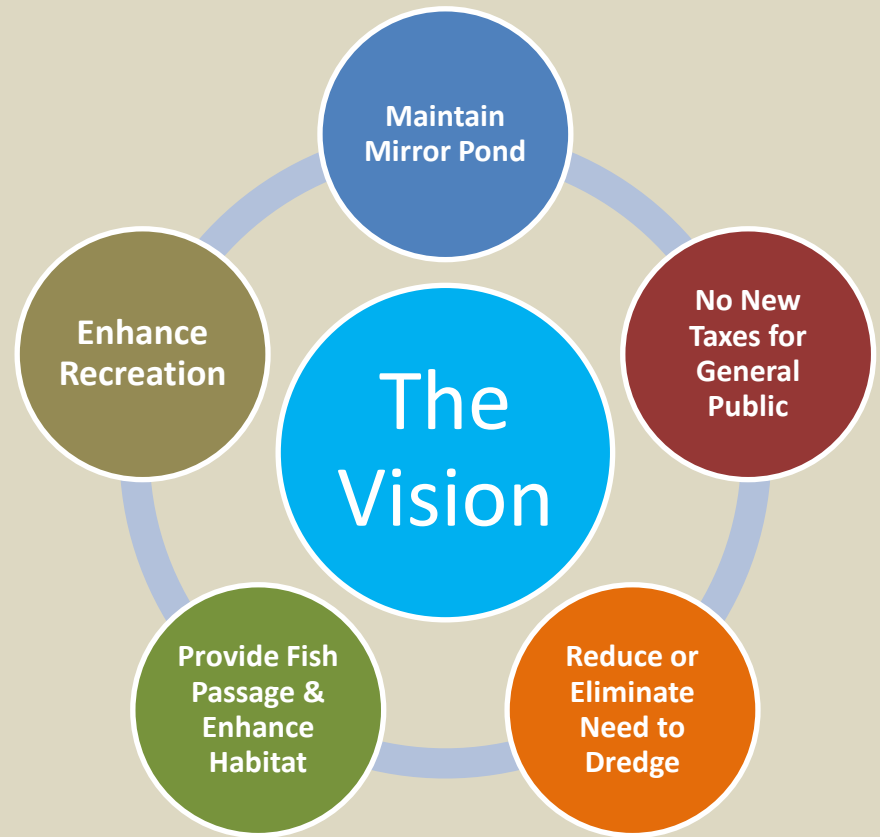 Maintain
Mirror Pond
No New
Taxes for
General
Public
Reduce or
Eliminate
Need to
Dredge
Provide Fish
Passage &
Enhance
Habitat
Enhance
Recreation
The
Vision